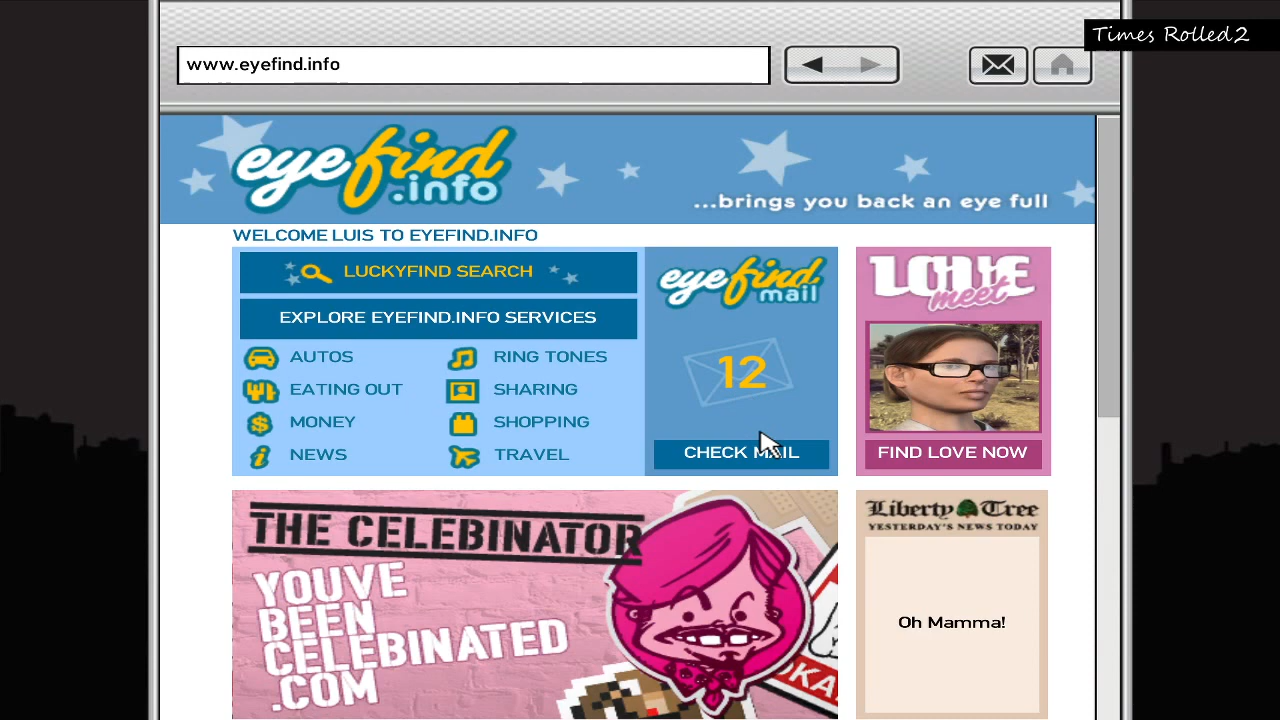 Times Rolled 2
www.eyefind.info
eyefind
.info
...brings you back an eye full
WELCOME LUIS TO EYEFIND.INFO
LUCKYFIND SEARCH
EXPLORE EYEFIND.INFO SERVICES
AUTOS
RING TONES
EATING OUT
SHARING
MONEY
SHOPPING
NEWS
TRAVEL
eyefind
mail
12
CHECK MAIL
LOVE
meet
FIND LOVE NOW
THE CELEBINATOR
YOUVE
BEEN
CELEBINATED
.COM
Liberty Tree
YESTERDAY'S NEWS TODAY
Oh Mamma!